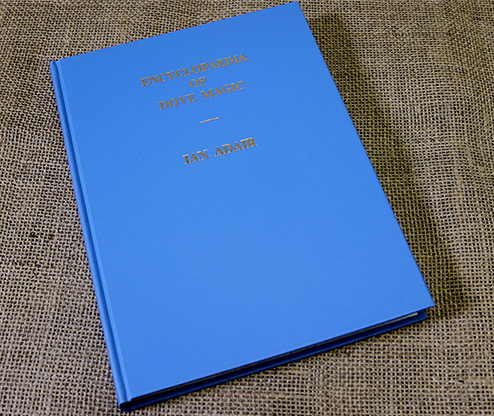 ENCYCLOPAEDIA
OF
DOVE MAGIC
IAN ADAIR